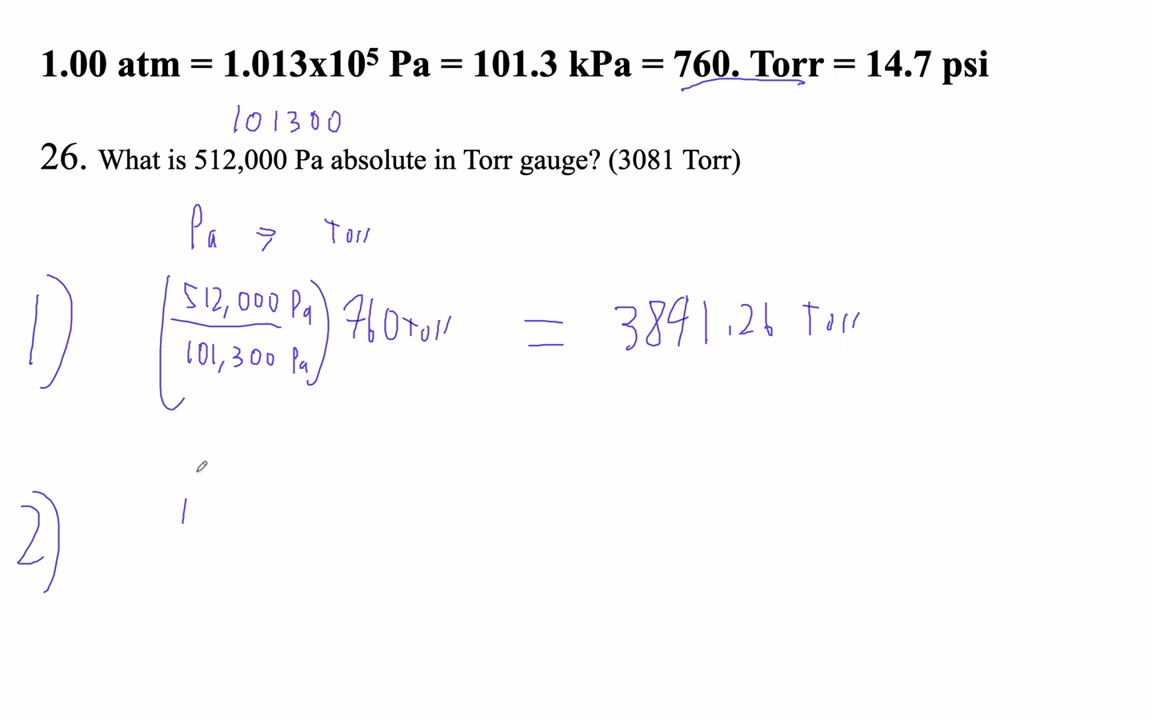 1.00 atm = 1.013x10⁵ Pa = 101.3 kPa = 760. Torr = 14.7 psi
101300
26. What is 512,000 Pa absolute in Torr gauge? (3081 Torr)
Pa ⇒ Torr
1) (512,000 Pa / 101,300 Pa) 760 Torr = 3841.26 Torr
2)